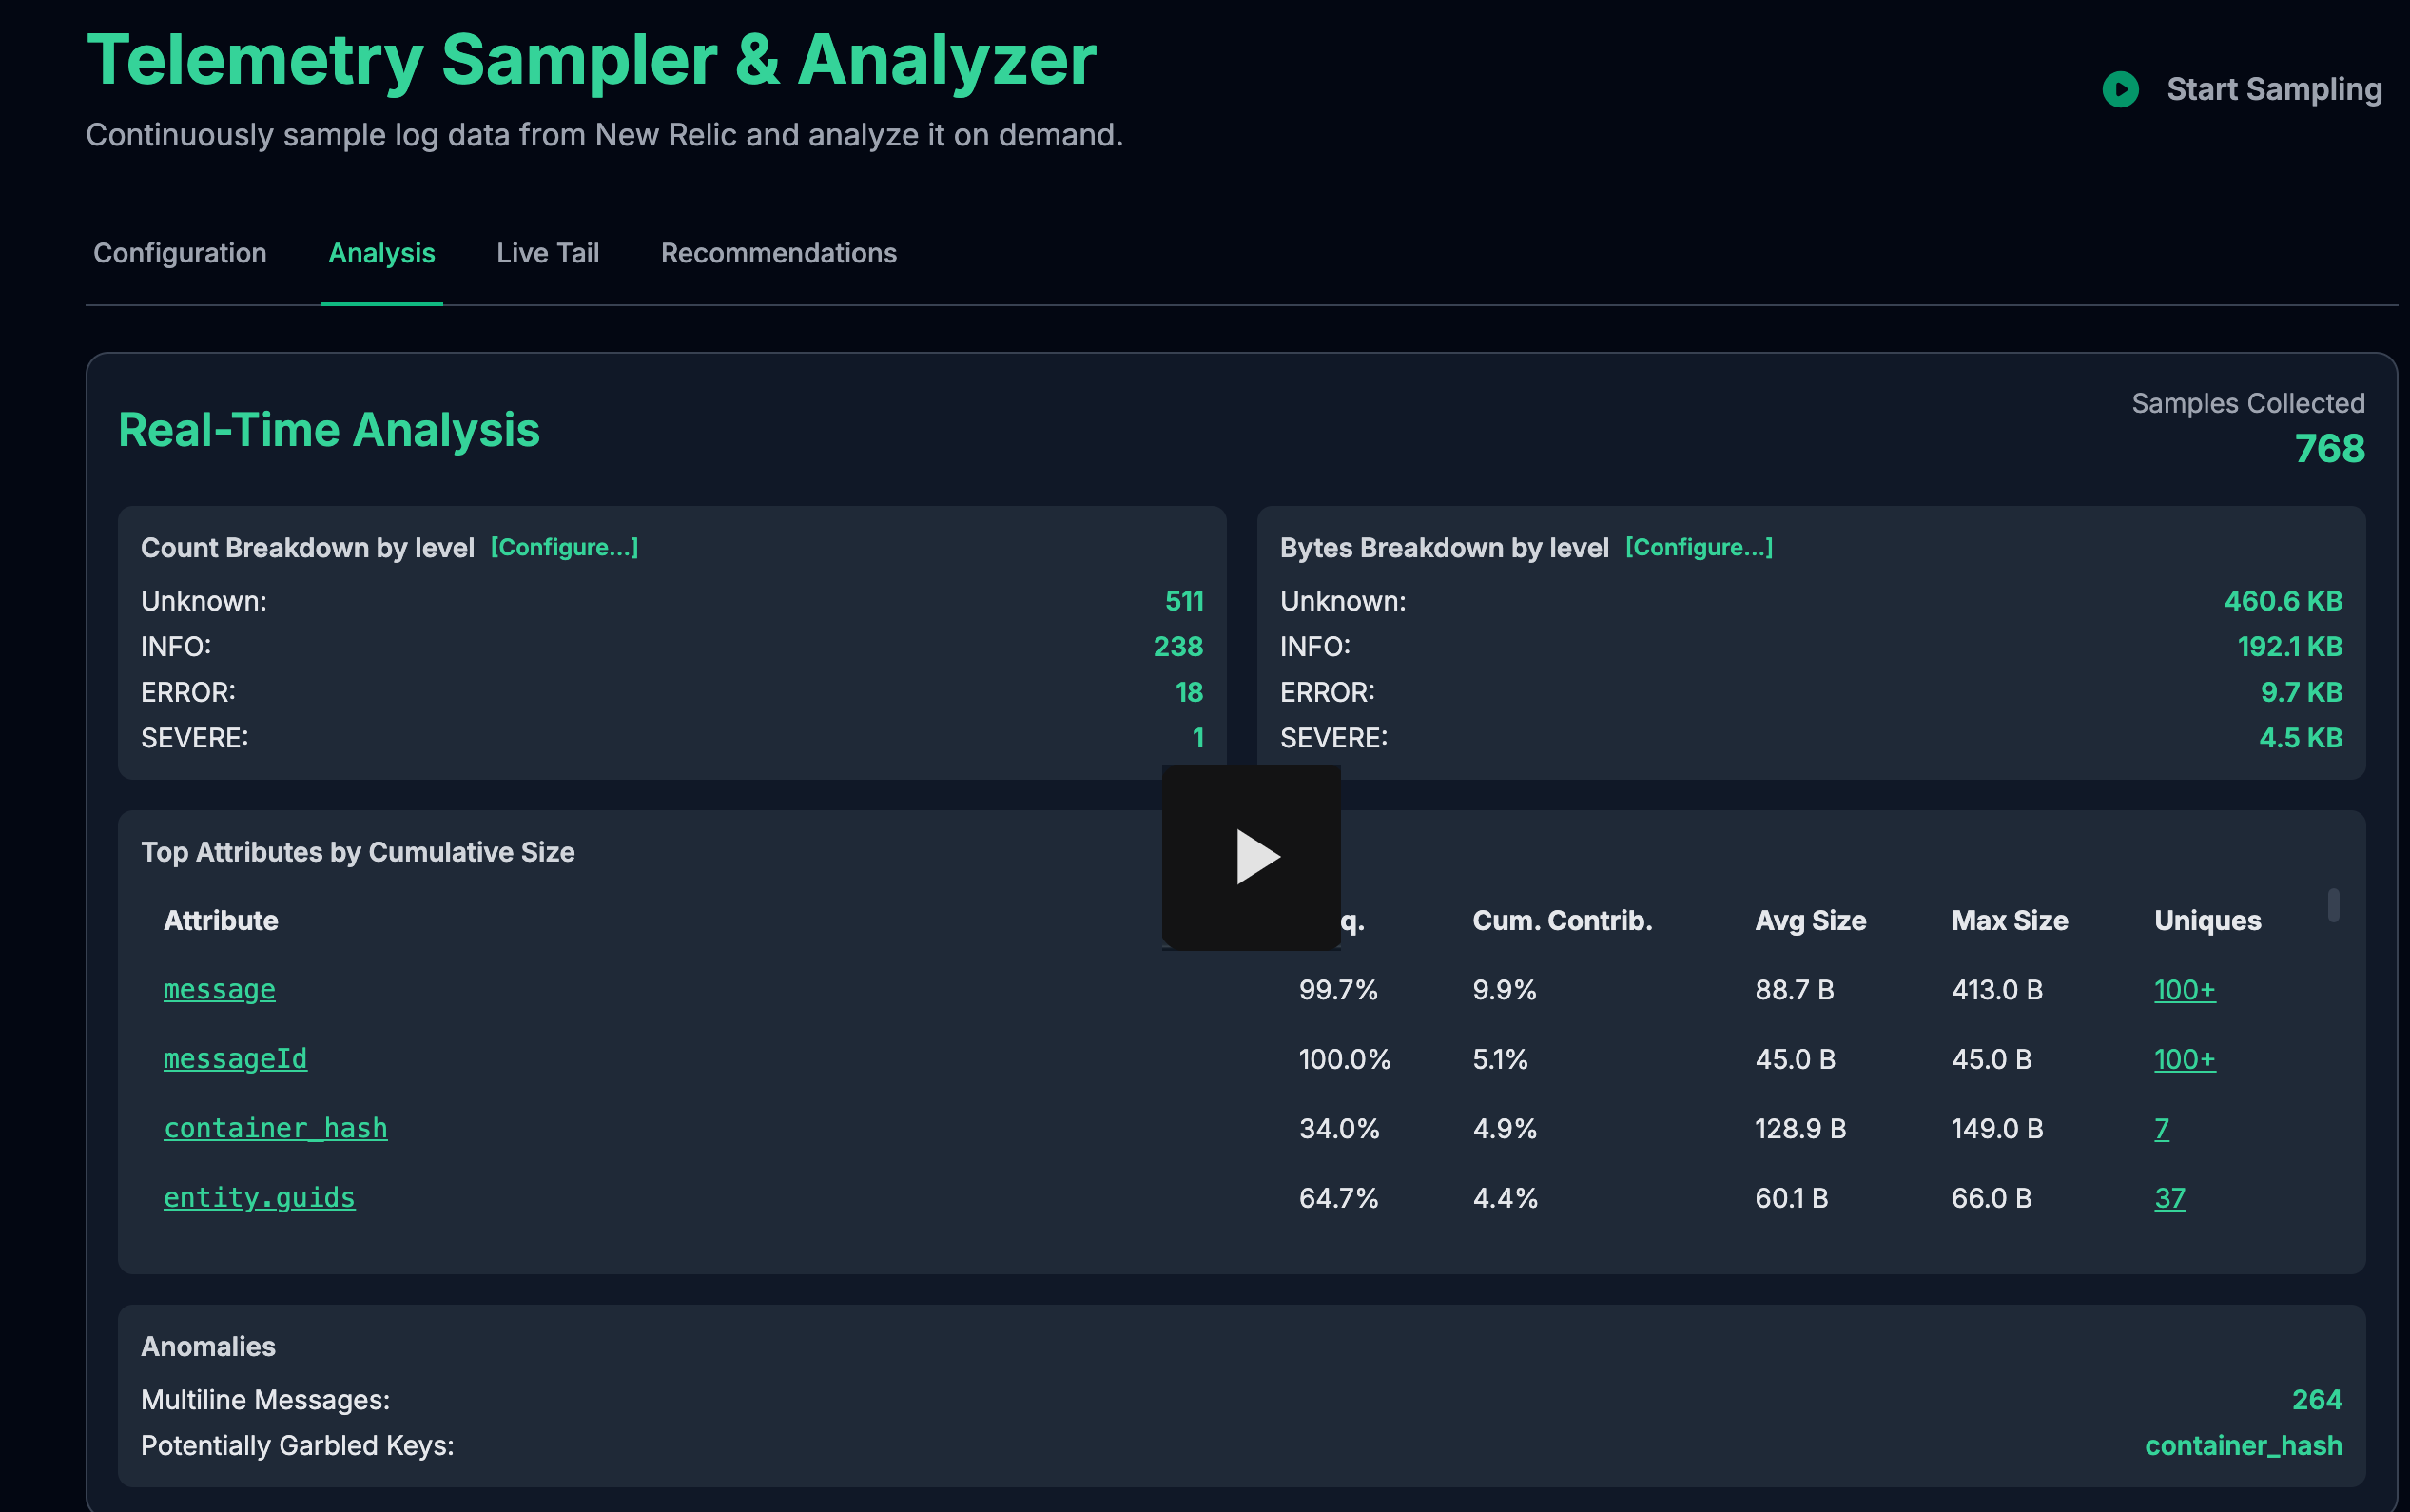 Telemetry Sampler & Analyzer
Start Sampling
Continuously sample log data from New Relic and analyze it on demand.
Configuration Analysis Live Tail Recommendations
Real-Time Analysis
Samples Collected
768
Count Breakdown by level [Configure...]
Unknown: 511
INFO: 238
ERROR: 18
SEVERE: 1
Bytes Breakdown by level [Configure...]
Unknown: 460.6 KB
INFO: 192.1 KB
ERROR: 9.7 KB
SEVERE: 4.5 KB
Top Attributes by Cumulative Size
Attribute Cum. Contrib. Avg Size Max Size Uniques
message 99.7% 9.9% 88.7 B 413.0 B 100+
messageId 100.0% 5.1% 45.0 B 45.0 B 100+
container_hash 34.0% 4.9% 128.9 B 149.0 B 7
entity.guids 64.7% 4.4% 60.1 B 66.0 B 37
Anomalies
Multiline Messages: 264
Potentially Garbled Keys: container_hash